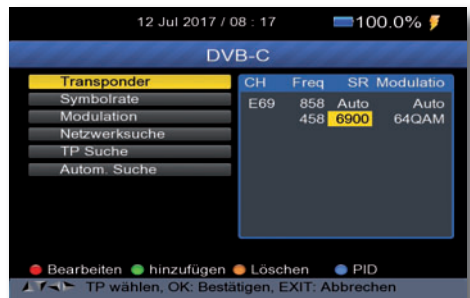 12 Jul 2017 / 08 : 17 100.0%
DVB-C
Transponder
Symbolrate
Modulation
Netzwerksuche
TP Suche
Autom. Suche
CH Freq SR Modulatio
E69 858 Auto Auto
458 6900 64QAM
Bearbeiten hinzufügen Löschen PID
TP wählen, OK: Bestätigen, EXIT: Abbrechen